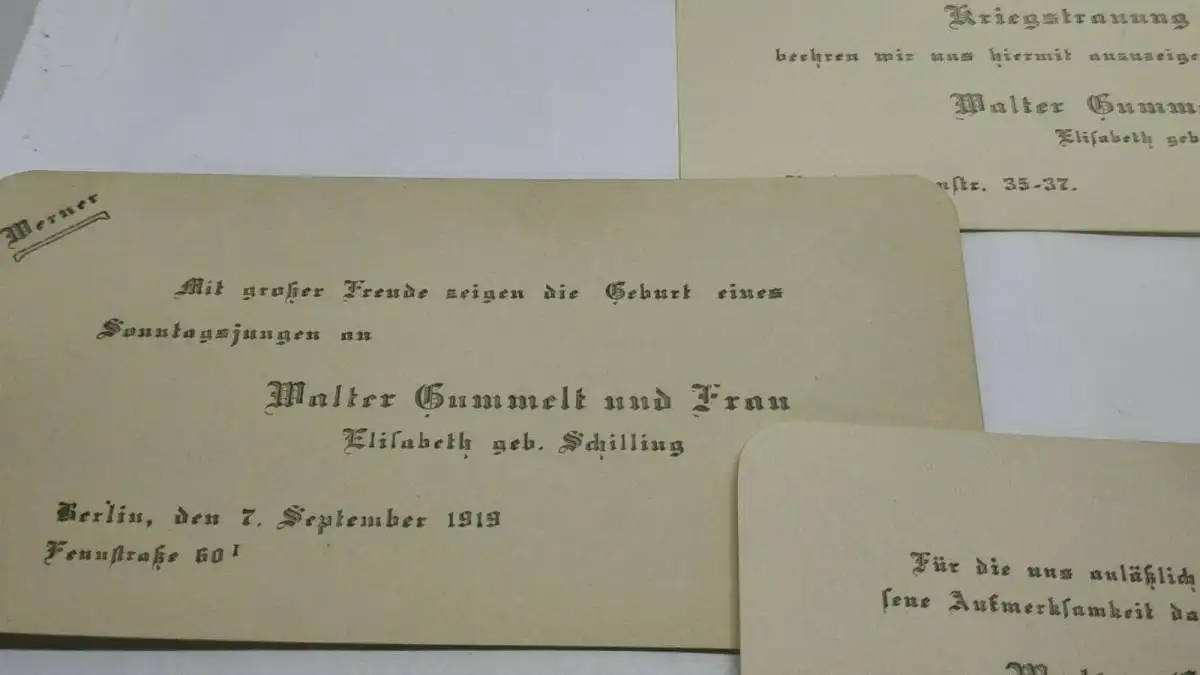 Kriegstrauung
beehren wir uns hiermit anzuzeige
Walter Gumm
Elisabeth geb
nstr. 35-37.
Werner
Mit großer Freude zeigen die Geburt eines
Sonntagsjungen an
Walter Gummelt und Frau
Elisabeth geb. Schilling
Berlin, den 7. September 1919
Fennstraße 60 I
Für die uns anläßlich
sene Aufmerksamkeit da